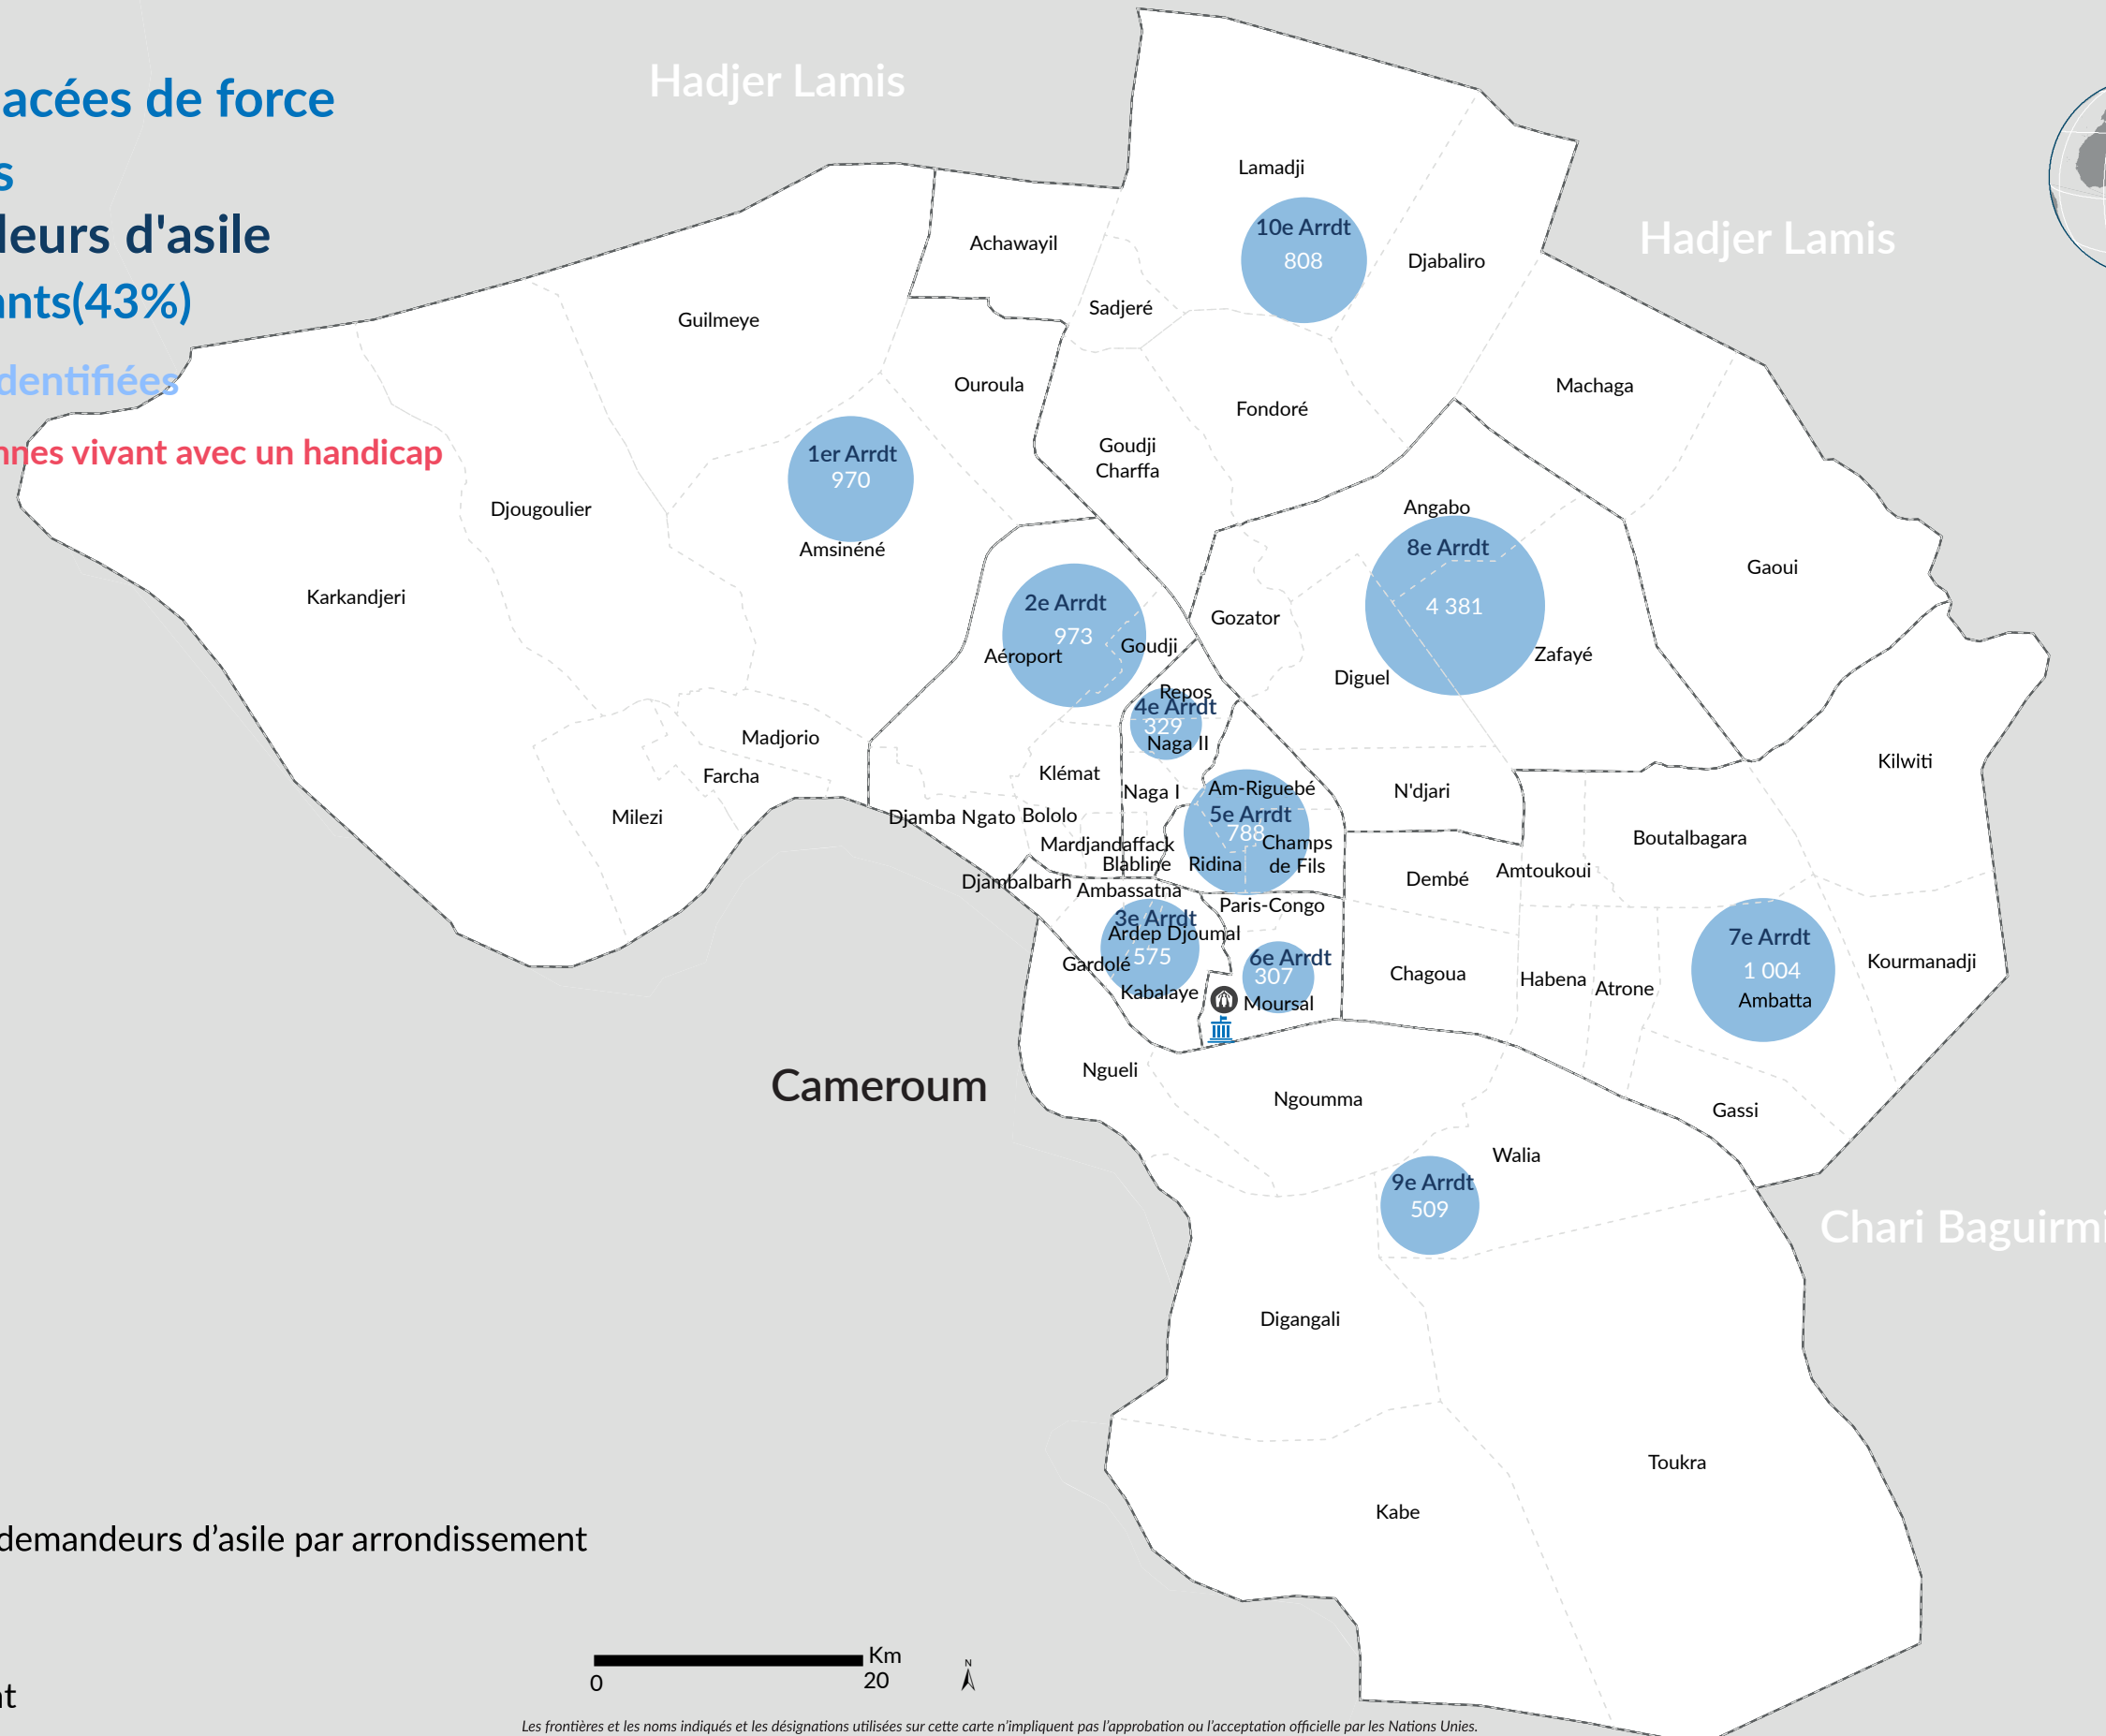 acées de force
s
leurs d'asile
ants(43%)
dentifiées
nnes vivant avec un handicap
Hadjer Lamis
Hadjer Lamis
Lamadji
10e Arrdt
808
Djabaliro
Achawayil
Sadjeré
Guilmeye
Ouroula
Fondoré
Machaga
Goudji
Charffa
1er Arrdt
970
Amsinéné
Djougoulier
Karkandjeri
Angabo
8e Arrdt
4 381
Gaoui
2e Arrdt
973
Aéroport
Goudji
Gozator
Zafayé
Diguel
Repos
4e Arrdt
329
Naga II
Madjorio
Farcha
Milezi
Klémat
Naga I
Am-Riguebé
5e Arrdt
788
Champs
de Fils
Ridina
N'djari
Kilwiti
Djamba Ngato
Bololo
Mardjandaffack
Blabline
Boutalbagara
Djambalbarh
Ambassatna
Dembé
Amtoukoui
Paris-Congo
3e Arrdt
Ardep Djoumal
575
Gardolé
Kabalaye
6e Arrdt
307
Moursal
Chagoua
Habena
Atrone
7e Arrdt
1 004
Ambatta
Kourmanadji
Cameroum
Ngueli
Ngoumma
Gassi
Walia
9e Arrdt
509
Chari Baguirmi
Digangali
Toukra
Kabe
demandeurs d’asile par arrondissement
Km
0
20
N
nt
Les frontières et les noms indiqués et les désignations utilisées sur cette carte n’impliquent pas l’approbation ou l’acceptation officielle par les Nations Unies.